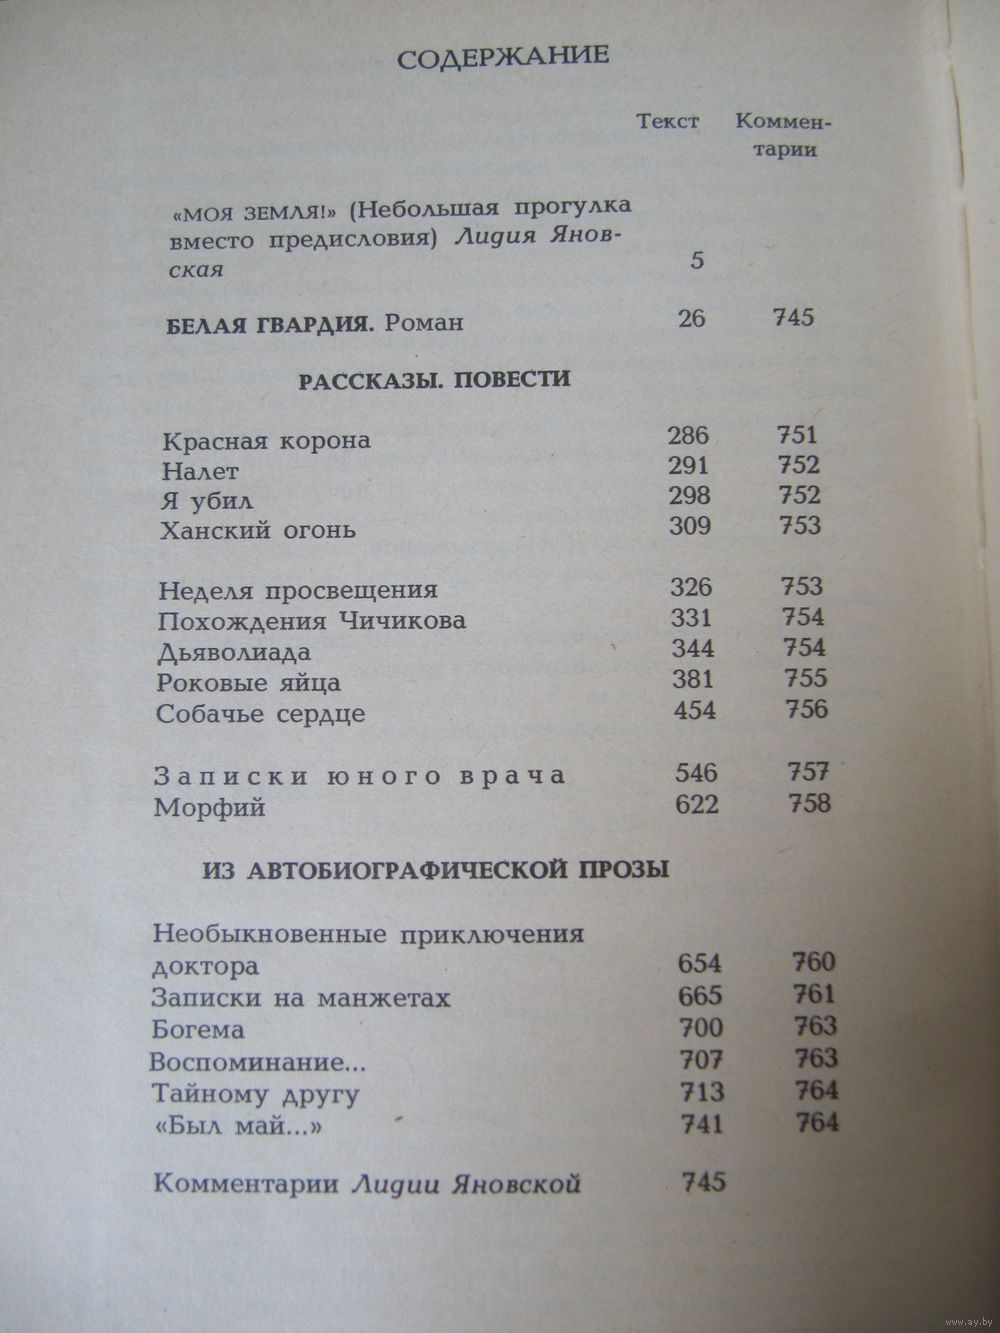 СОДЕРЖАНИЕ
Текст Коммен-
тарии
«МОЯ ЗЕМЛЯ!» (Небольшая прогулка
вместо предисловия) Лидия Янов-
ская 5
БЕЛАЯ ГВАРДИЯ. Роман 26 745
РАССКАЗЫ. ПОВЕСТИ
Красная корона 286 751
Налет 291 752
Я убил 298 752
Ханский огонь 309 753
Неделя просвещения 326 753
Похождения Чичикова 331 754
Дьяволиада 344 754
Роковые яйца 381 755
Собачье сердце 454 756
Записки юного врача 546 757
Морфий 622 758
ИЗ АВТОБИОГРАФИЧЕСКОЙ ПРОЗЫ
Необыкновенные приключения
доктора 654 760
Записки на манжетах 665 761
Богема 700 763
Воспоминание... 707 763
Тайному другу 713 764
«Был май...» 741 764
Комментарии Лидии Яновской 745
www.ay.by